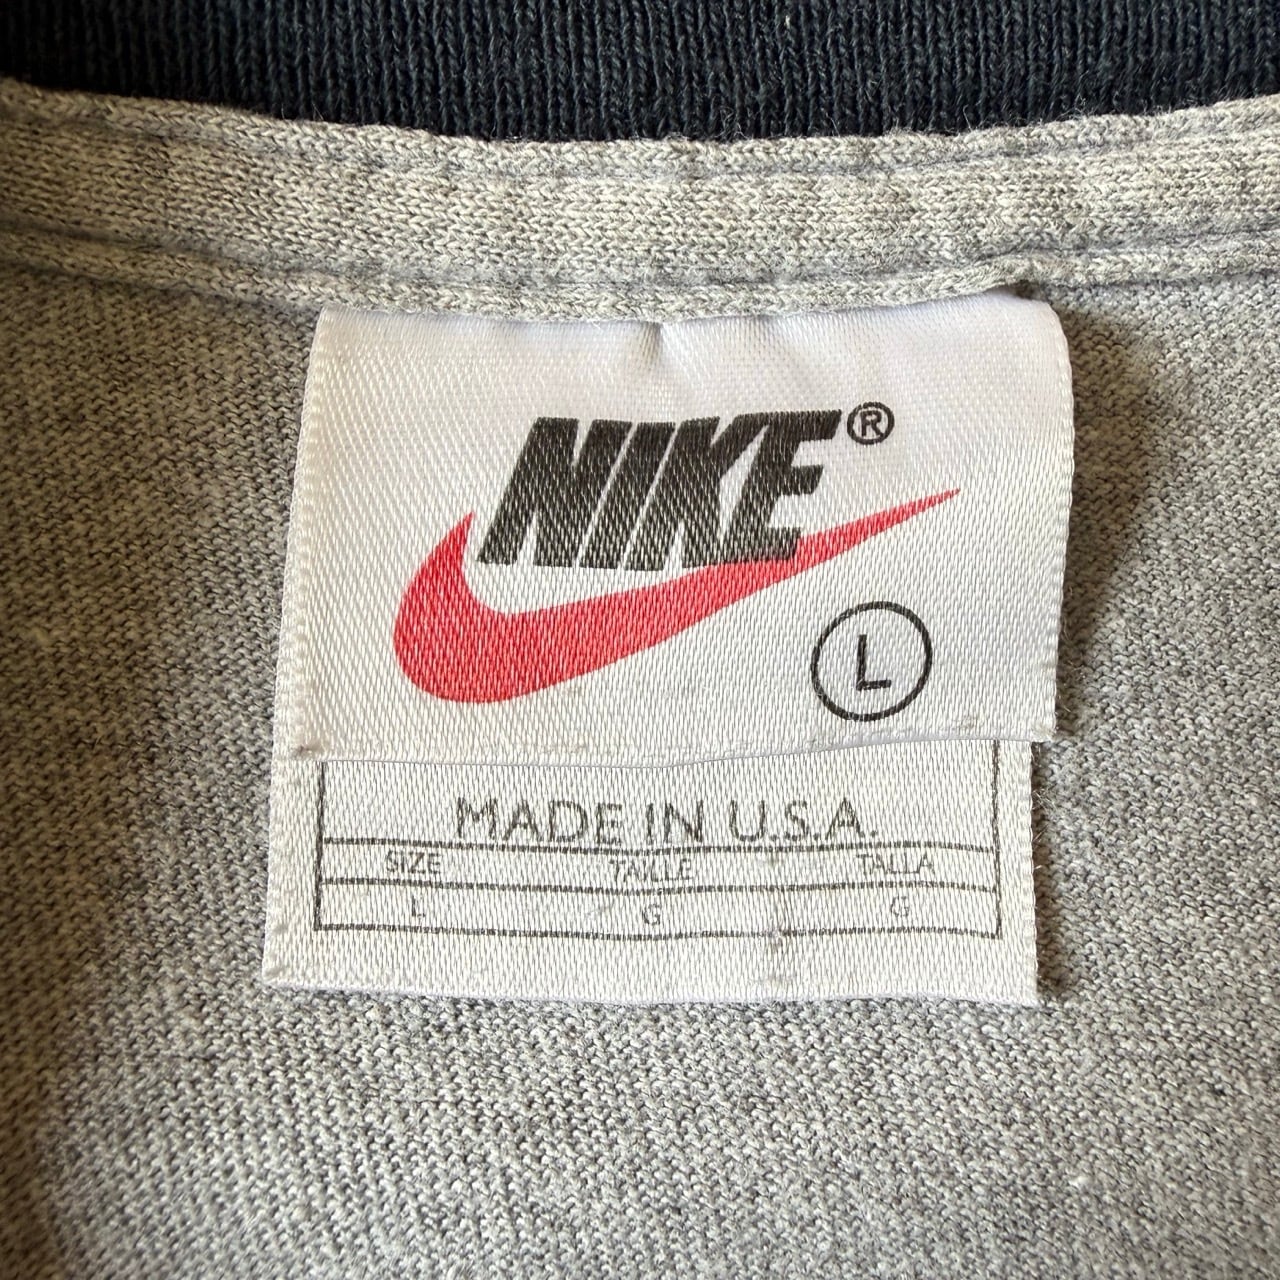 NIKE®
L
MADE IN U.S.A.
SIZE TAILLE TALLA
L G G